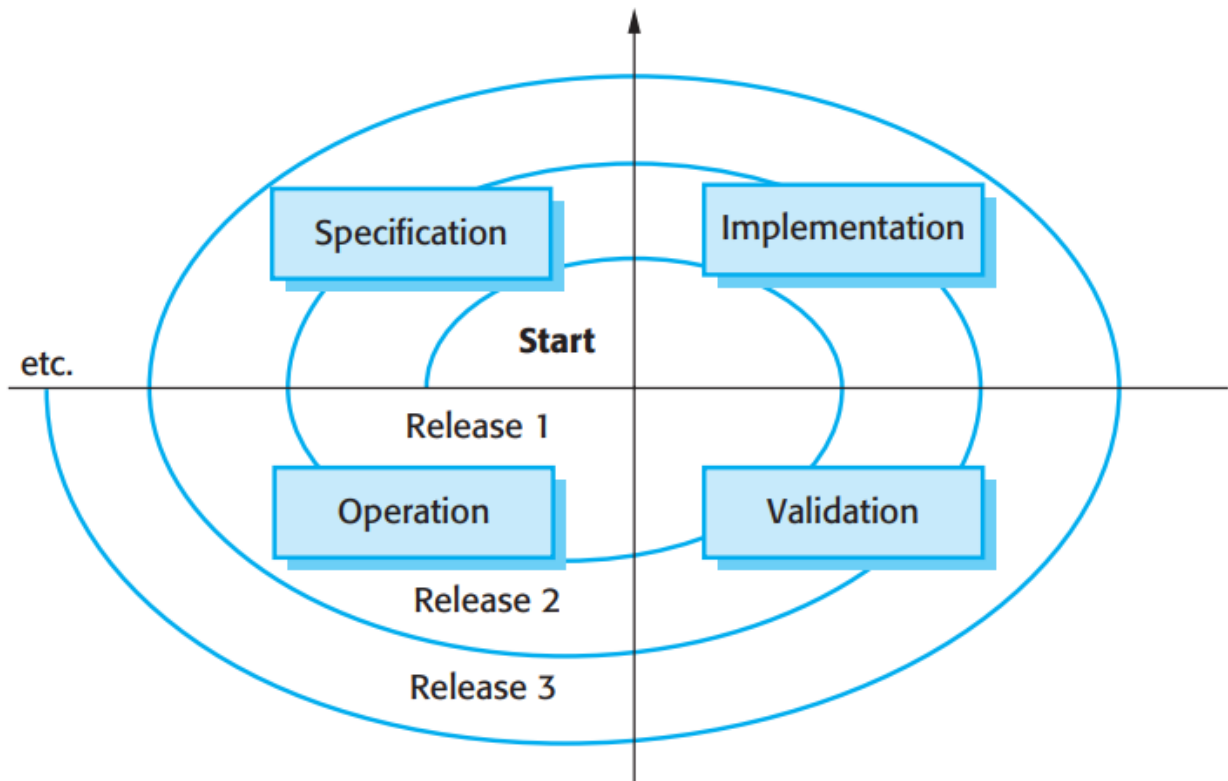 Specification
Implementation
Start
etc.
Release 1
Operation
Validation
Release 2
Release 3